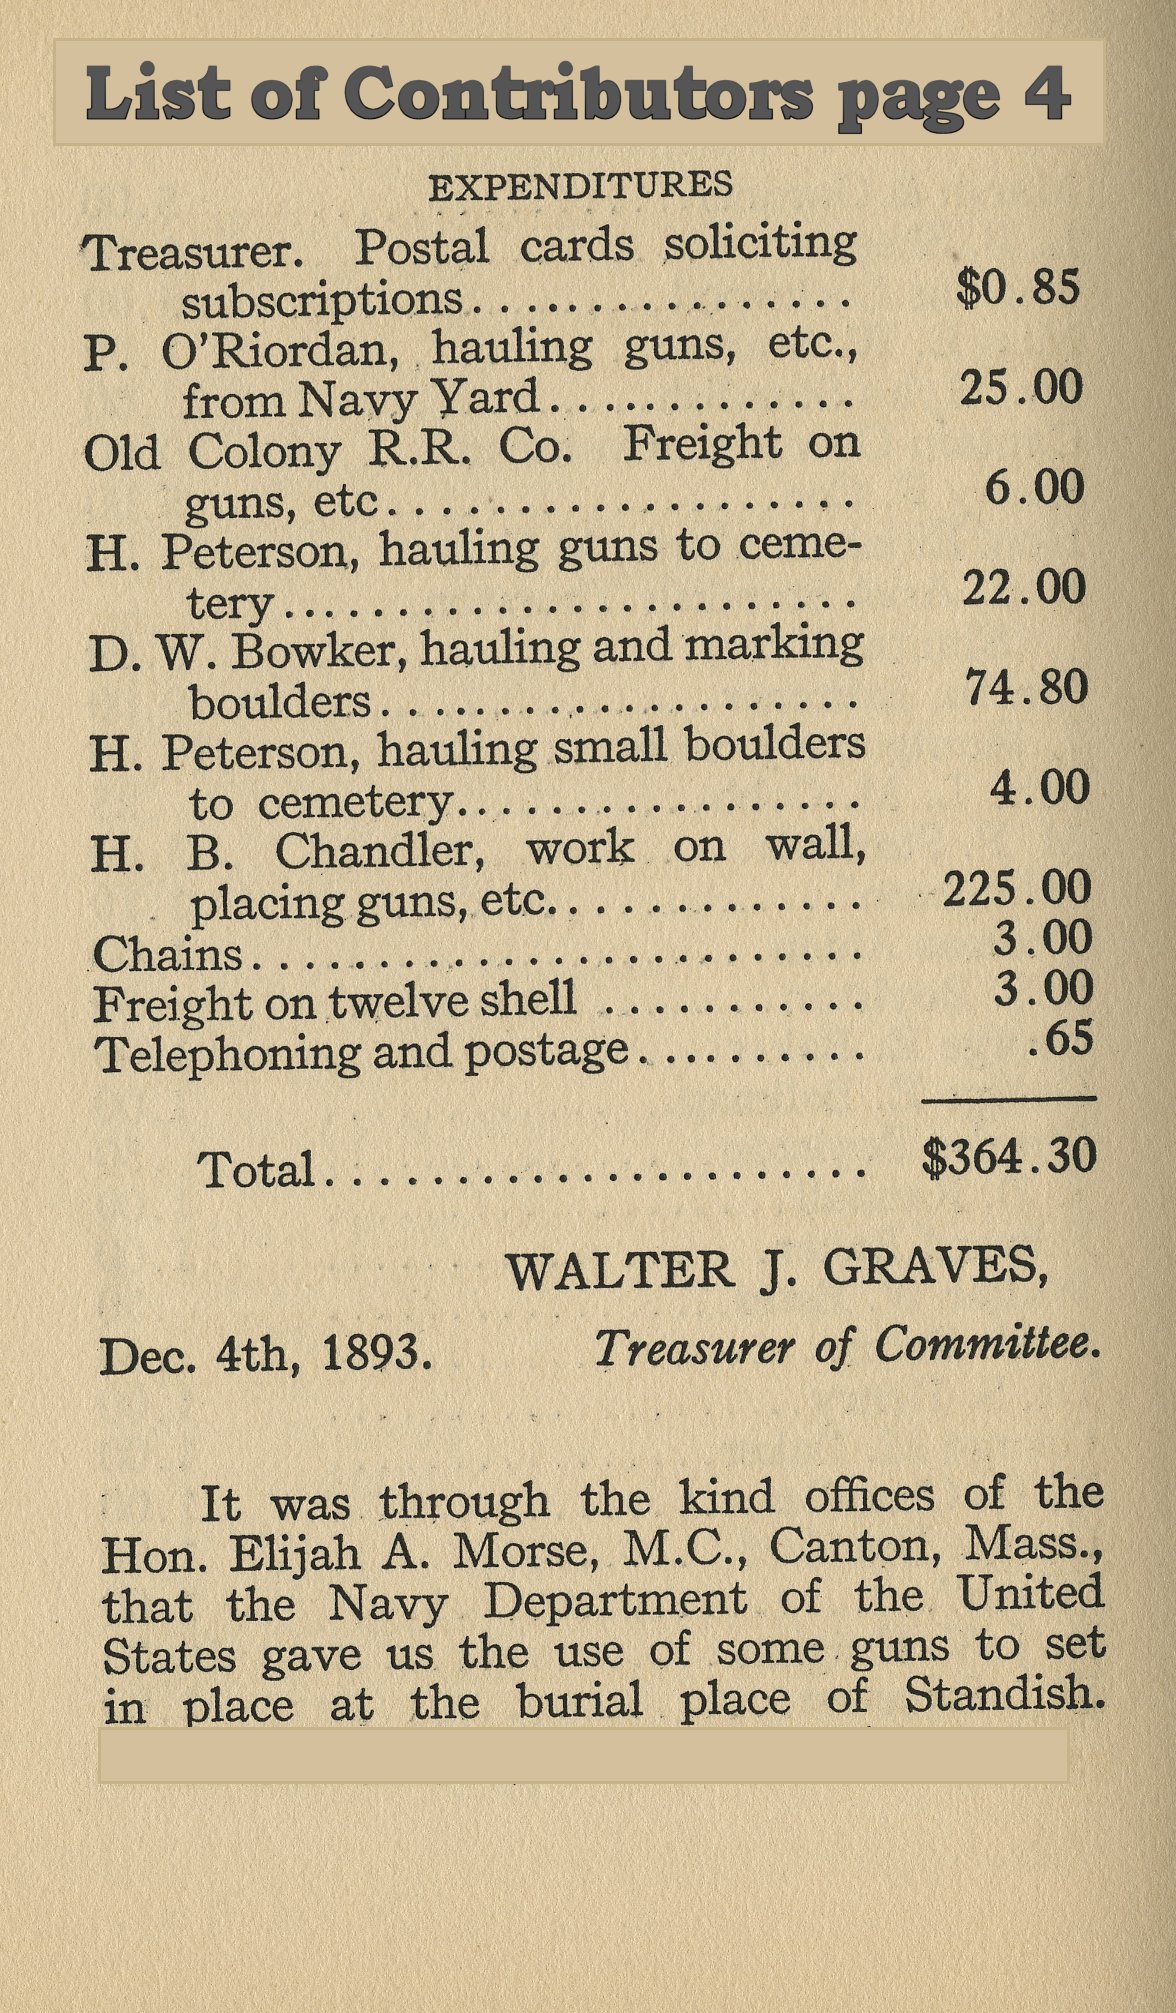 List of Contributors page 4
EXPENDITURES
Treasurer. Postal cards soliciting
subscriptions................ $0.85
P. O'Riordan, hauling guns, etc.,
from Navy Yard............. 25.00
Old Colony R.R. Co. Freight on
guns, etc.................. 6.00
H. Peterson, hauling guns to ceme-
tery........................ 22.00
D. W. Bowker, hauling and marking
boulders................... 74.80
H. Peterson, hauling small boulders
to cemetery................ 4.00
H. B. Chandler, work on wall,
placing guns, etc............. 225.00
Chains........................ 3.00
Freight on twelve shell ........... 3.00
Telephoning and postage.......... .65
Total...................... $364.30
WALTER J. GRAVES,
Dec. 4th, 1893. Treasurer of Committee.
It was through the kind offices of the
Hon. Elijah A. Morse, M.C., Canton, Mass.,
that the Navy Department of the United
States gave us the use of some guns to set
in place at the burial place of Standish.